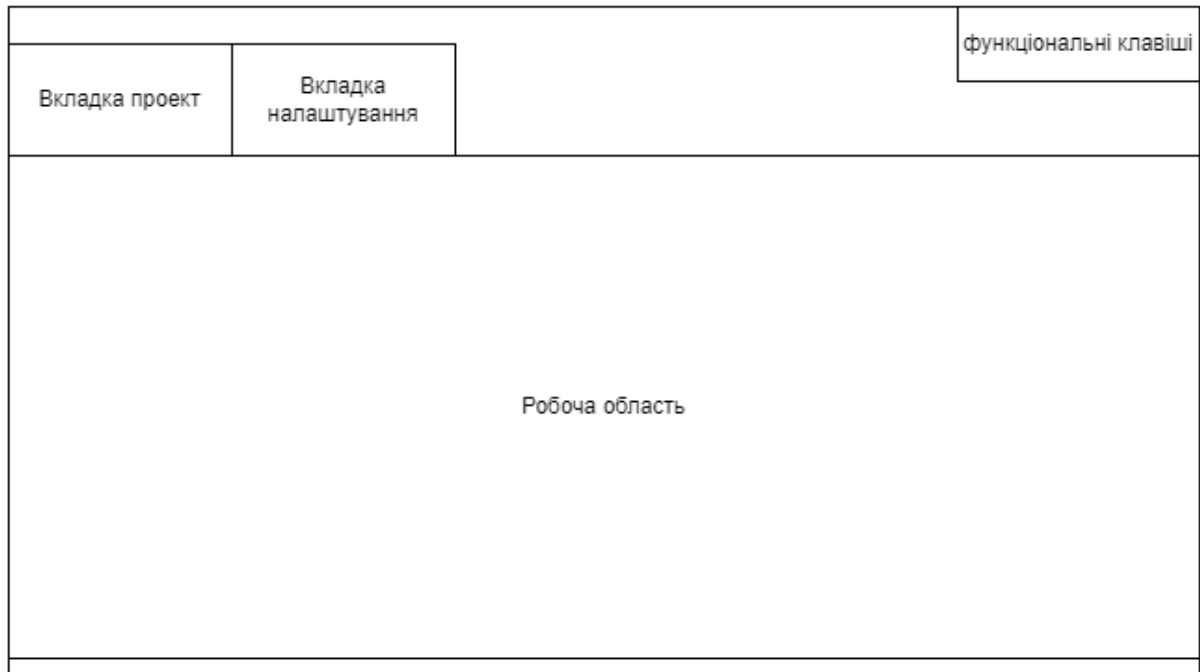 функціональні клавіші
Вкладка проект
Вкладка
налаштування
Робоча область